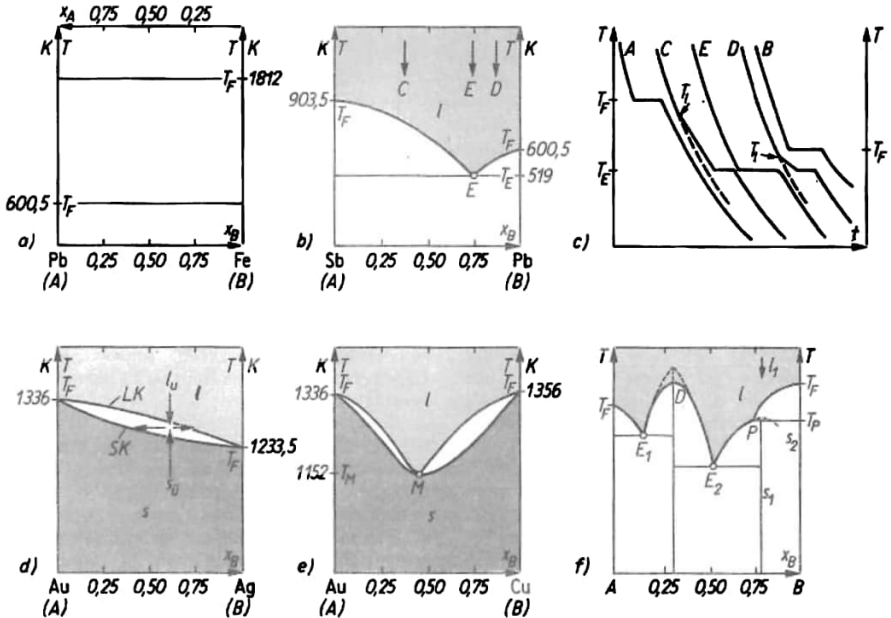 x_A 0,75 0,50 0,25
K T T K
T_F 1812
600,5 T_F
a) x_B
Pb 0,25 0,50 0,75 Fe
(A) (B)
K T T K
C E D
903,5
T_F l
T_F 600,5
T_E 519
E
b) x_B
Sb 0,25 0,50 0,75 Pb
(A) (B)
T A C E D B T
T_F T_1
T_1 T_F
T_E
c) t
K T T K
1336 T_F LK l_u l
SK
T_F 1233,5
s_ü
s
d) x_B
Au 0,25 0,50 0,75 Ag
(A) (B)
K T T K
1336 T_F l T_F 1356
1152 T_M M
s
e) x_B
Au 0,25 0,50 0,75 Cu
(A) (B)
T l_1 T
T_F D l T_F
P T_P
E_1 s_2
E_2 s_1
f) x_B
A 0,25 0,50 0,75 B